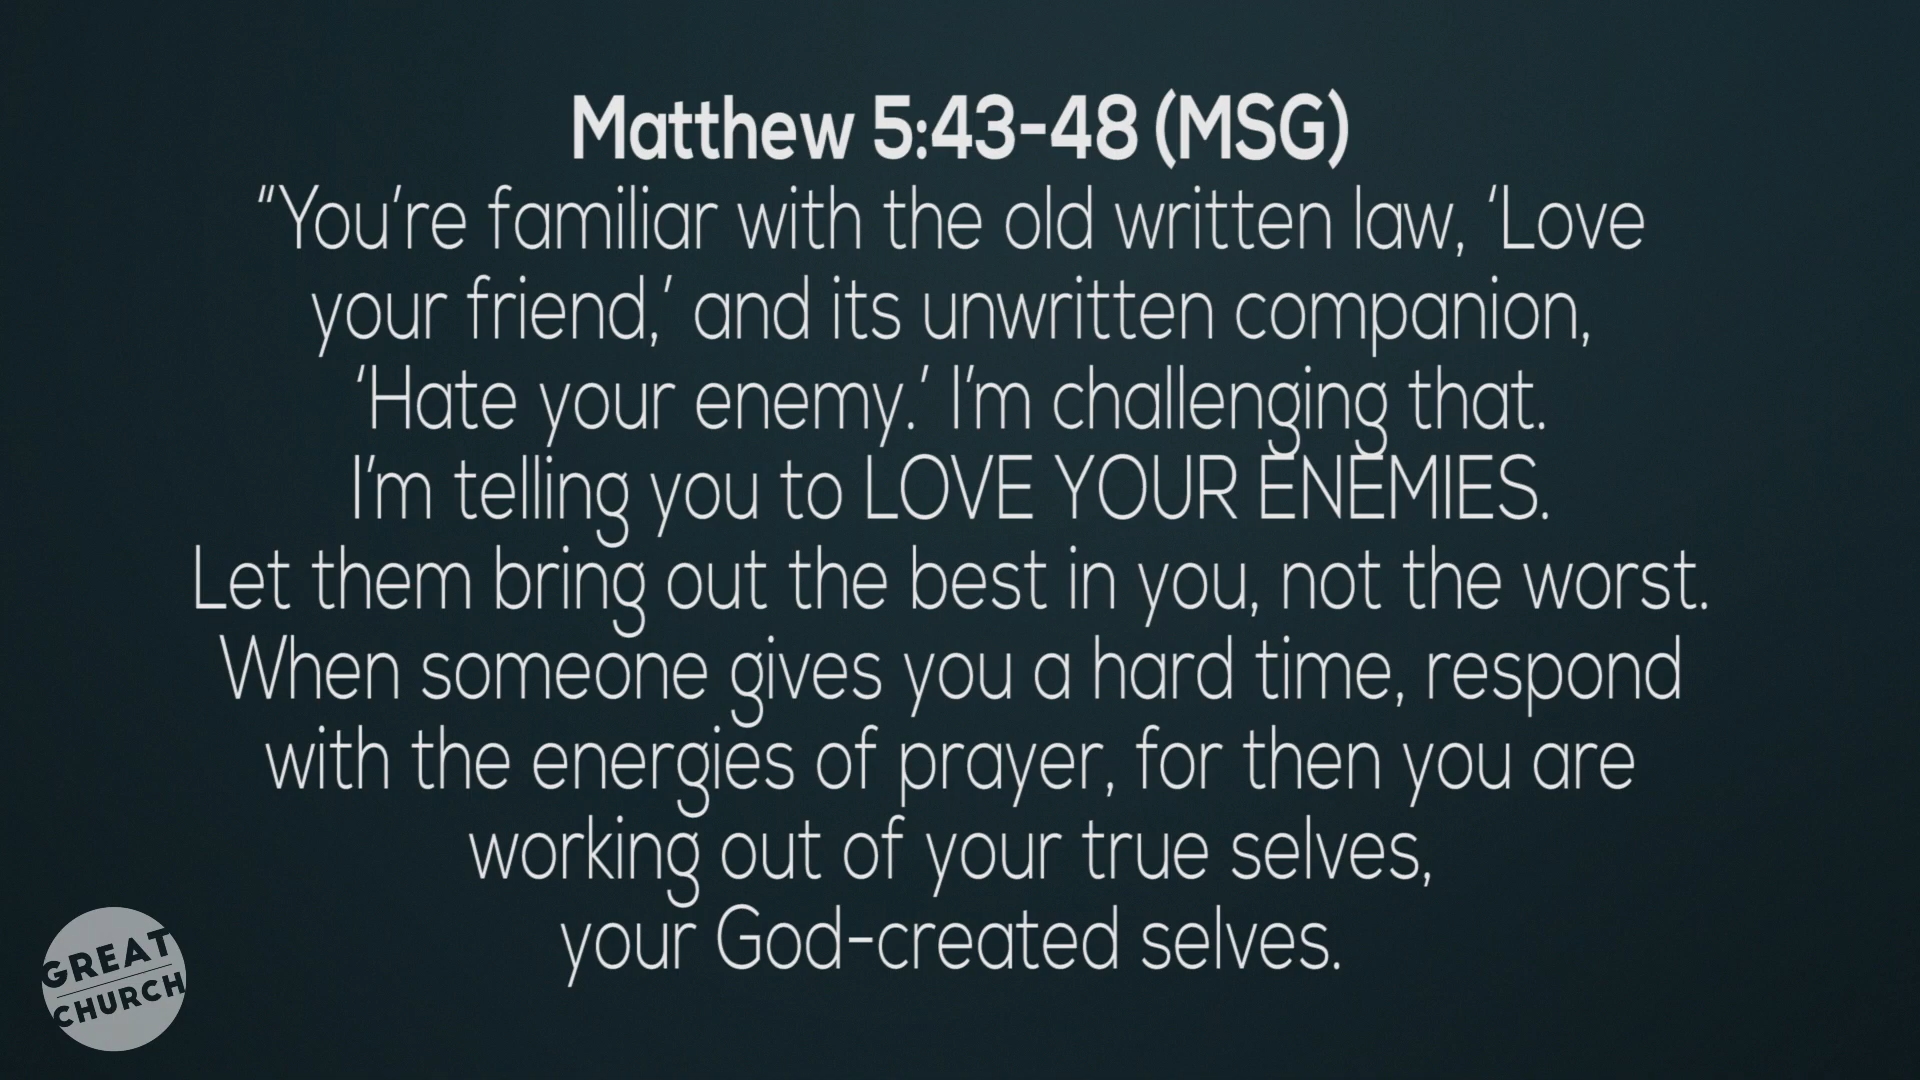 Matthew 5:43-48 (MSG)
“You’re familiar with the old written law, ‘Love
your friend,’ and its unwritten companion,
‘Hate your enemy.’ I’m challenging that.
I’m telling you to LOVE YOUR ENEMIES.
Let them bring out the best in you, not the worst.
When someone gives you a hard time, respond
with the energies of prayer, for then you are
working out of your true selves,
your God-created selves.
GREAT
CHURCH